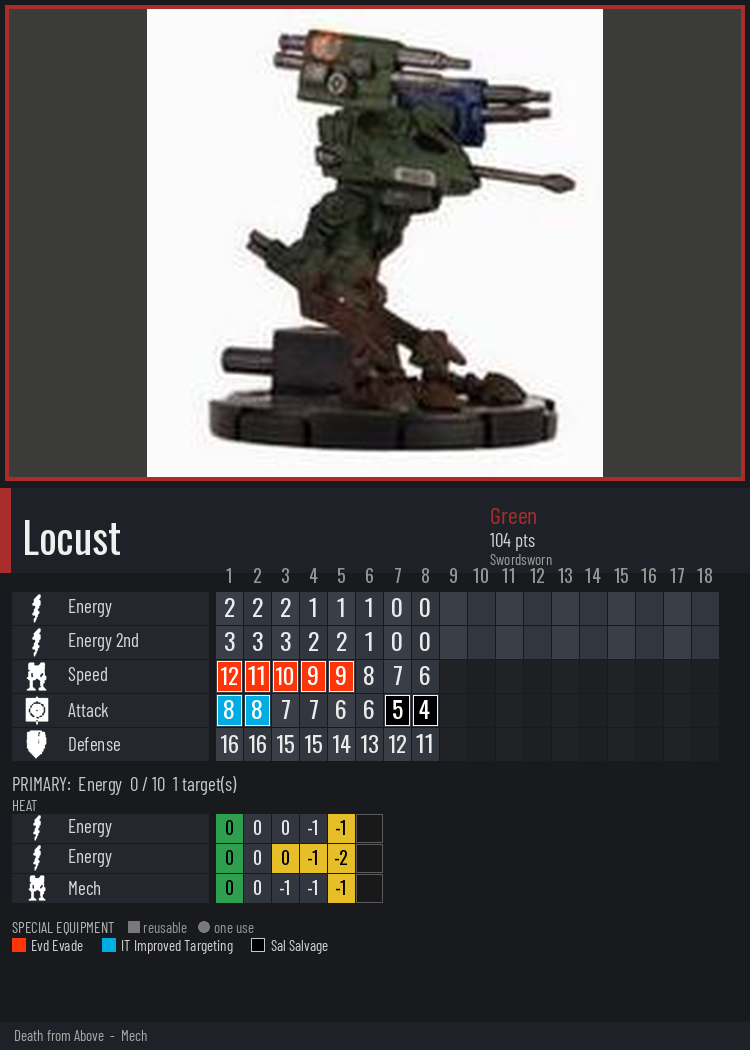 Locust
Green
104 pts
Swordsworn
1 2 3 4 5 6 7 8 9 10 11 12 13 14 15 16 17 18
Energy 2 2 2 1 1 1 0 0
Energy 2nd 3 3 3 2 2 1 0 0
Speed 12 11 10 9 9 8 7 6
Attack 8 8 7 7 6 6 5 4
Defense 16 16 15 15 14 13 12 11
PRIMARY: Energy 0 / 10 1 target(s)
HEAT
Energy 0 0 0 -1 -1
Energy 0 0 0 -1 -2
Mech 0 0 -1 -1 -1
SPECIAL EQUIPMENT reusable one use
Evd Evade IT Improved Targeting Sal Salvage
Death from Above - Mech